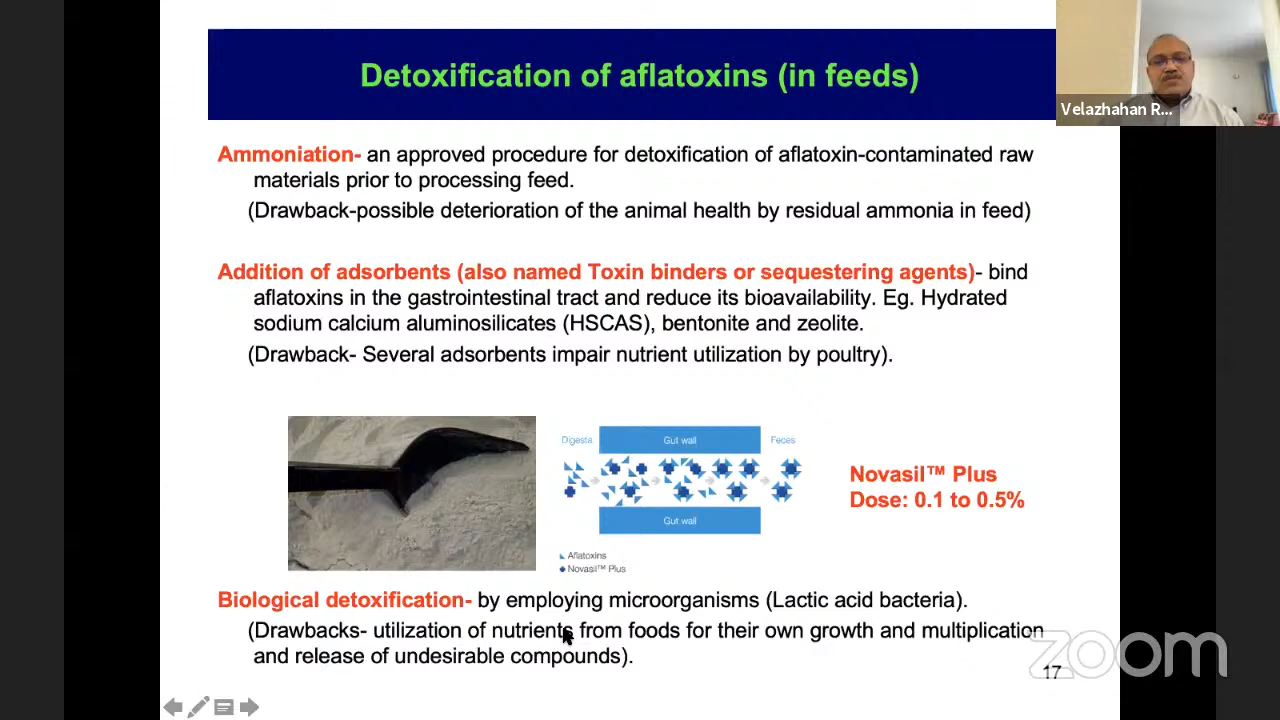 Detoxification of aflatoxins (in feeds)
Velazhahan R...
Ammoniation- an approved procedure for detoxification of aflatoxin-contaminated raw
materials prior to processing feed.
(Drawback-possible deterioration of the animal health by residual ammonia in feed)
Addition of adsorbents (also named Toxin binders or sequestering agents)- bind
aflatoxins in the gastrointestinal tract and reduce its bioavailability. Eg. Hydrated
sodium calcium aluminosilicates (HSCAS), bentonite and zeolite.
(Drawback- Several adsorbents impair nutrient utilization by poultry).
Digesta
Gut wall
Feces
Gut wall
Aflatoxins
Novasil™ Plus
Novasil™ Plus
Dose: 0.1 to 0.5%
Biological detoxification- by employing microorganisms (Lactic acid bacteria).
(Drawbacks- utilization of nutrients from foods for their own growth and multiplication
and release of undesirable compounds).
zoom
17